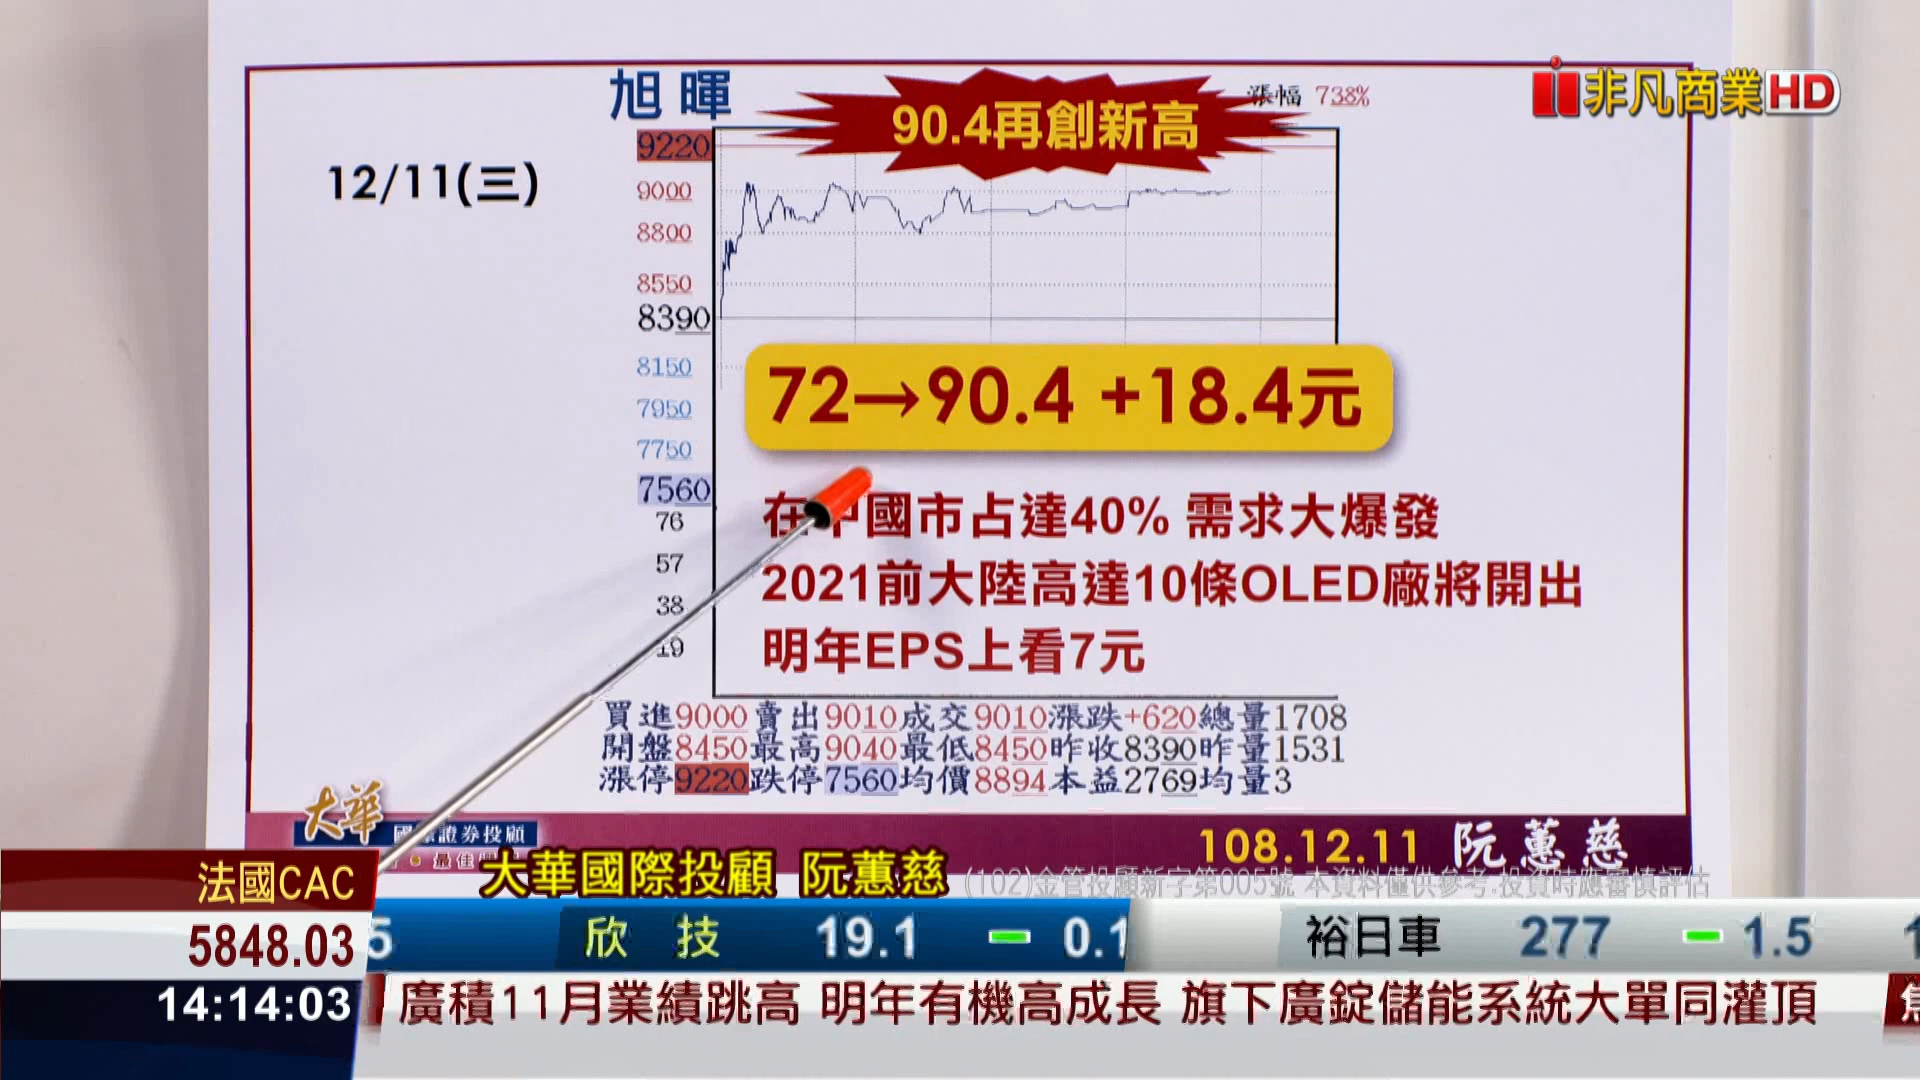 旭暉
90.4再創新高
漲幅 7.38%
非凡商業HD
12/11(三)
9220
9000
8800
8550
8390
8150
7950
7750
7560
76
57
38
19
72→90.4 +18.4元
在中國市占達40% 需求大爆發
2021前大陸高達10條OLED廠將開出
明年EPS上看7元
買進9000賣出9010成交9010漲跌+620總量1708
開盤8450最高9040最低8450昨收8390昨量1531
漲停9220跌停7560均價8894本益2769均量3
大華
國際證券投顧
最佳
108.12.11 阮蕙慈
大華國際投顧 阮蕙慈
(102)金管投顧新字第005號 本資料僅供參考.投資時應審慎評估
法國CAC
5848.03
14:14:03
5 欣技 19.1 0.1 裕日車 277 1.5 1
廣積11月業績跳高 明年有機高成長 旗下廣錠儲能系統大單同灌頂